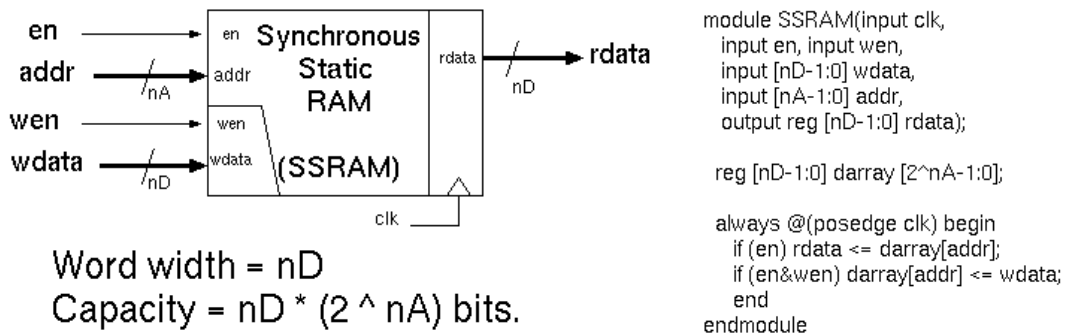 en
addr
nA
wen
wdata
nD
en
addr
wen
wdata
Synchronous
Static
RAM
(SSRAM)
rdata
clk
nD
rdata
Word width = nD
Capacity = nD * (2 ^ nA) bits.
module SSRAM(input clk,
input en, input wen,
input [nD-1:0] wdata,
input [nA-1:0] addr,
output reg [nD-1:0] rdata);
reg [nD-1:0] darray [2^nA-1:0];
always @(posedge clk) begin
if (en) rdata <= darray[addr];
if (en&wen) darray[addr] <= wdata;
end
endmodule